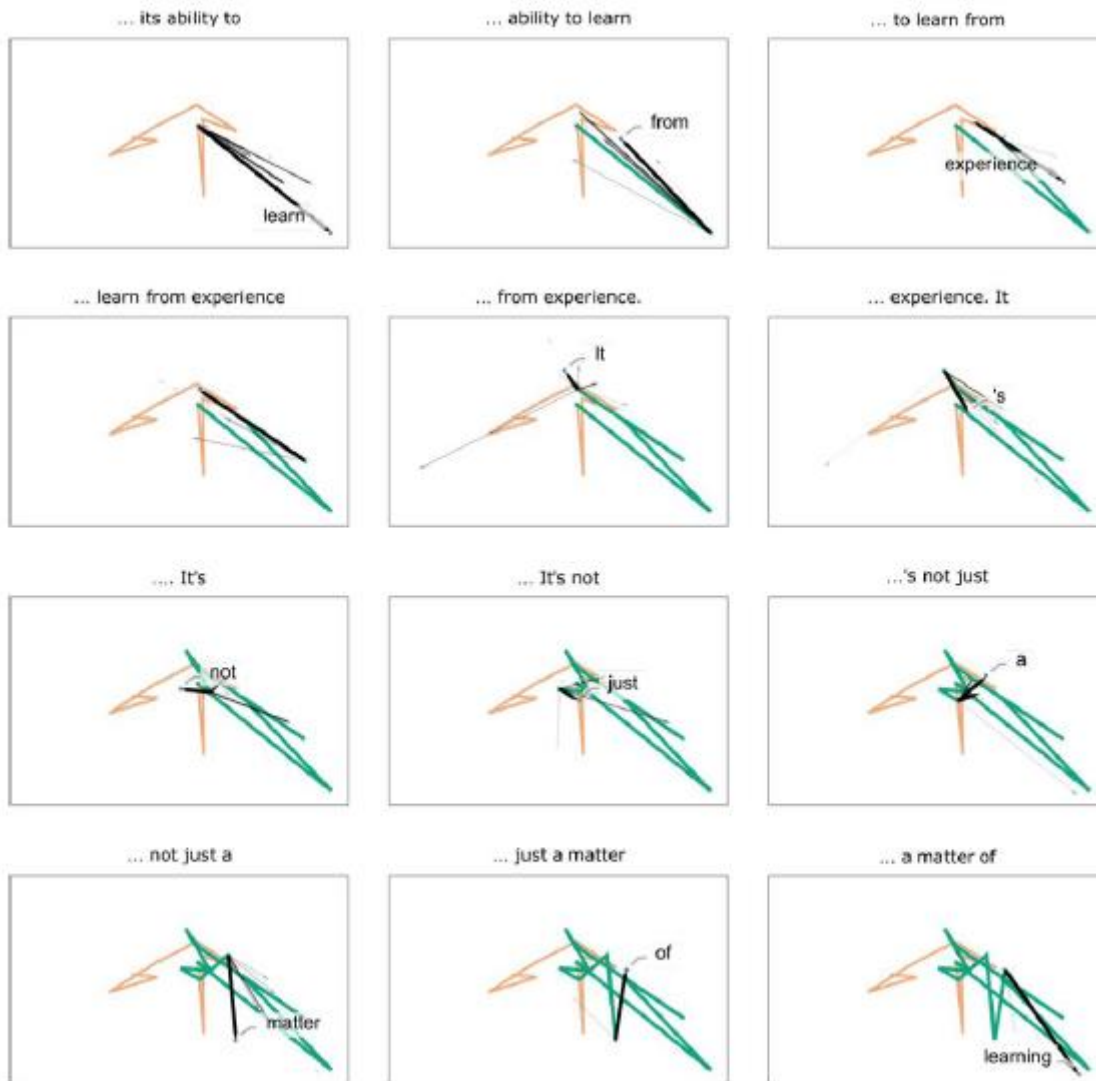 ... its ability to
... ability to learn
... to learn from
learn
from
experience
... learn from experience
... from experience.
... experience. It
It
's
.... It's
... It's not
...'s not just
not
just
a
... not just a
... just a matter
... a matter of
matter
of
learning